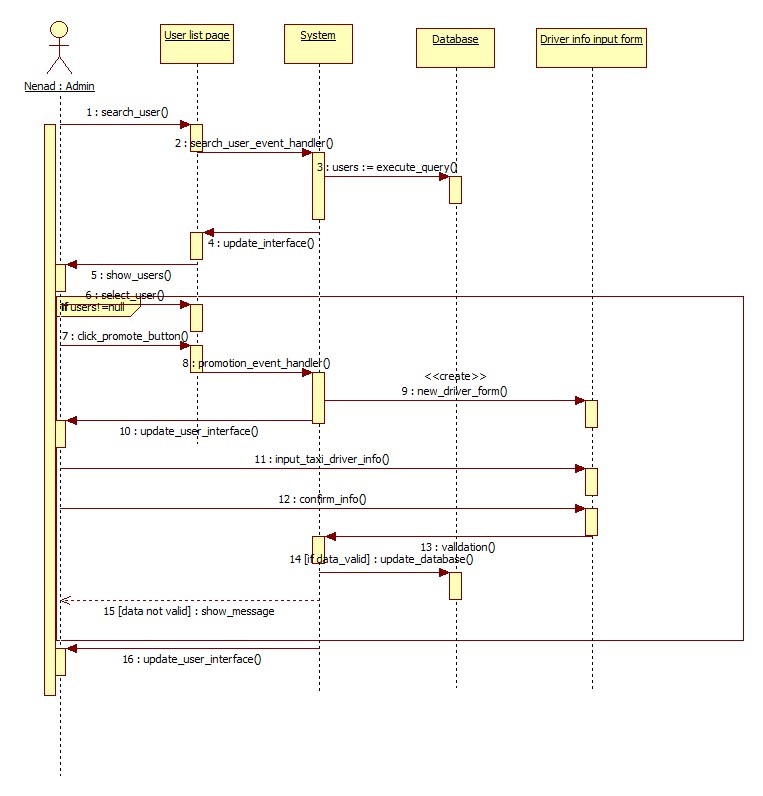 User list page
System
Database
Driver info input form
Nenad : Admin
1 : search_user()
2 : search_user_event_handler()
3 : users := execute_query()
4 : update_interface()
5 : show_users()
6 : select_user()
If users!=null
7 : click_promote_button()
8 : promotion_event_handler()
<<create>>
9 : new_driver_form()
10 : update_user_interface()
11 : input_taxi_driver_info()
12 : confirm_info()
13 : valldation()
14 [if data_valid] : update_database()
15 [data not valid] : show_message
16 : update_user_interface()